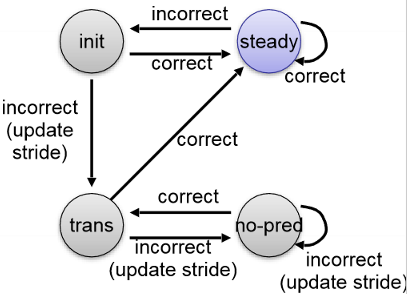 incorrect
init
steady
correct
correct
incorrect
(update
stride)
correct
correct
trans
no-pred
incorrect
(update stride)
incorrect
(update stride)